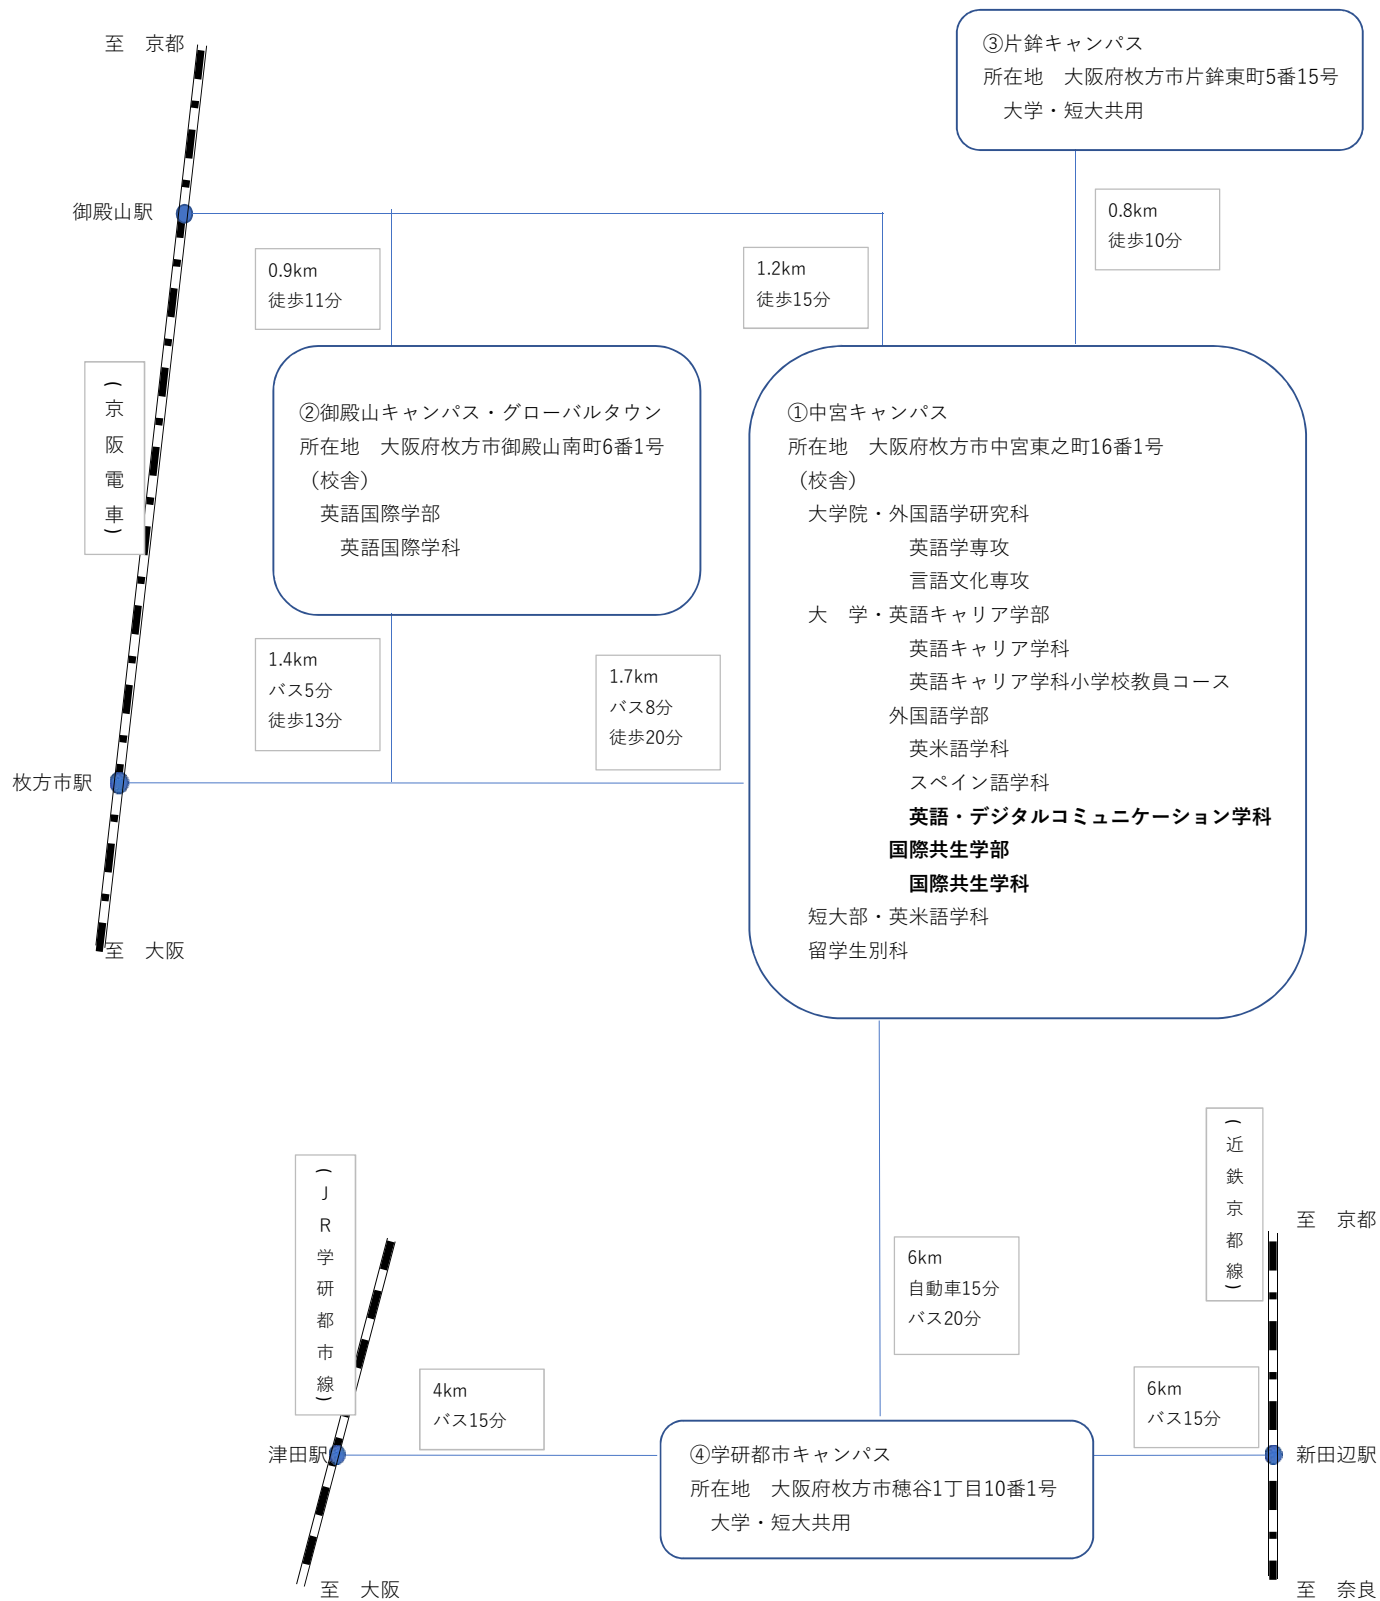 至　京都
③片鉾キャンパス
所在地　大阪府枚方市片鉾東町5番15号
大学・短大共用
御殿山駅
0.8km
徒歩10分
0.9km
徒歩11分
1.2km
徒歩15分
（京阪電車）
②御殿山キャンパス・グローバルタウン
所在地　大阪府枚方市御殿山南町6番1号
（校舎）
英語国際学部
英語国際学科
①中宮キャンパス
所在地　大阪府枚方市中宮東之町16番1号
（校舎）
大学院・外国語学研究科
英語学専攻
言語文化専攻
大　学・英語キャリア学部
英語キャリア学科
英語キャリア学科小学校教員コース
外国語学部
英米語学科
スペイン語学科
英語・デジタルコミュニケーション学科
国際共生学部
国際共生学科
短大部・英米語学科
留学生別科
1.4km
バス5分
徒歩13分
1.7km
バス8分
徒歩20分
枚方市駅
至　大阪
（JR学研都市線）
（近鉄京都線）
至　京都
6km
自動車15分
バス20分
4km
バス15分
6km
バス15分
津田駅
④学研都市キャンパス
所在地　大阪府枚方市穂谷1丁目10番1号
大学・短大共用
新田辺駅
至　大阪
至　奈良